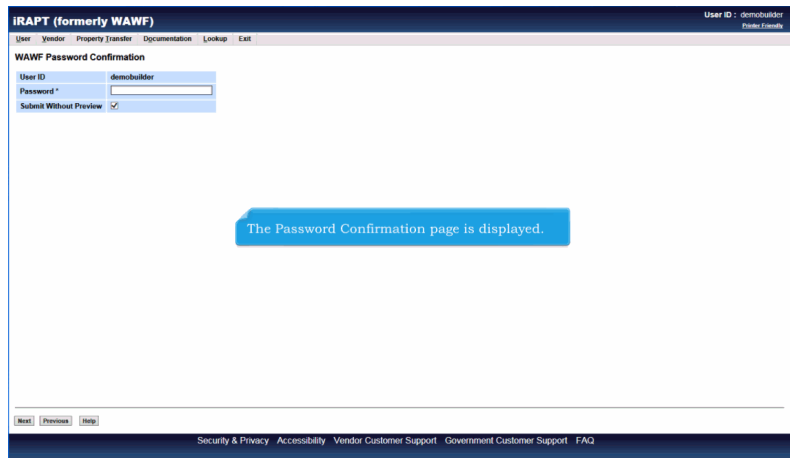 iRAPT (formerly WAWF)
User ID : demobuilder
Printer Friendly
User Vendor Property Transfer Documentation Lookup Exit
WAWF Password Confirmation
User ID demobuilder
Password *
Submit Without Preview
The Password Confirmation page is displayed.
Next Previous Help
Security & Privacy Accessibility Vendor Customer Support Government Customer Support FAQ